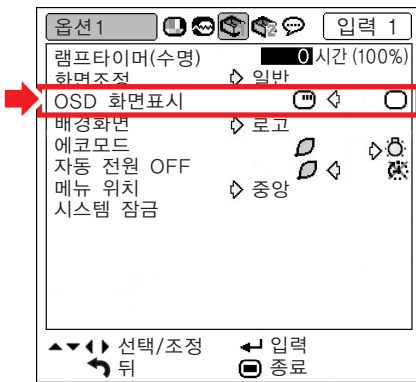 옵션1 입력 1
램프타이머(수명) 0 시간 (100%)
화면조정 일반
OSD 화면표시
배경화면 로고
에코모드
자동 전원 OFF
메뉴 위치 중앙
시스템 잠금
선택/조정 입력
뒤 종료